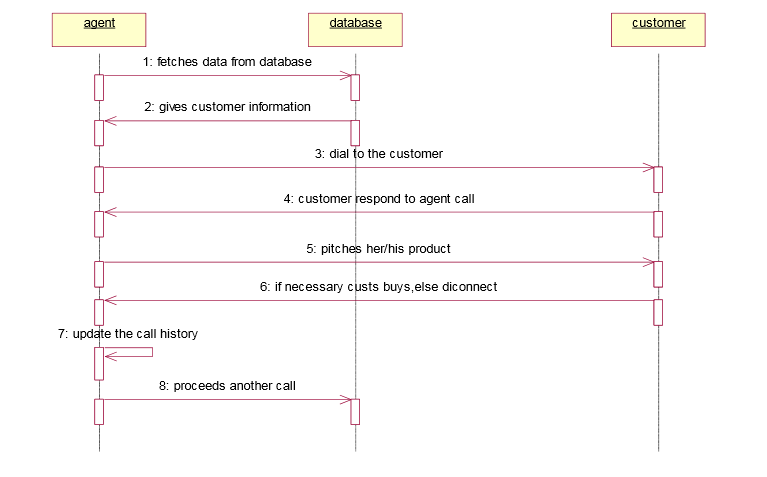 agent
database
customer
1: fetches data from database
2: gives customer information
3: dial to the customer
4: customer respond to agent call
5: pitches her/his product
6: if necessary custs buys,else diconnect
7: update the call history
8: proceeds another call